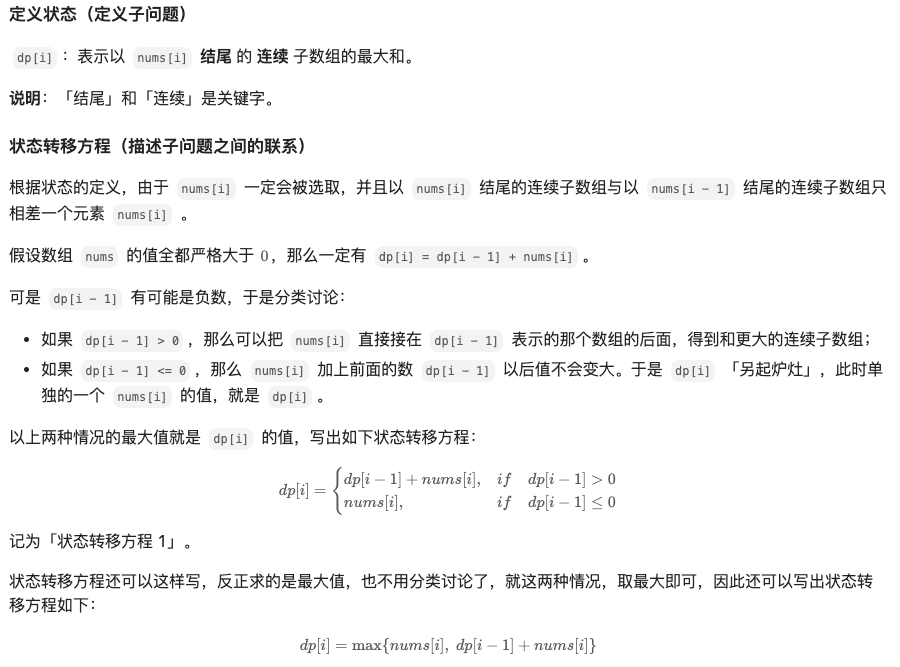 定义状态（定义子问题）
dp[i] ：表示以 nums[i] 结尾 的 连续 子数组的最大和。
说明：「结尾」和「连续」是关键字。
状态转移方程（描述子问题之间的联系）
根据状态的定义，由于 nums[i] 一定会被选取，并且以 nums[i] 结尾的连续子数组与以 nums[i - 1] 结尾的连续子数组只
相差一个元素 nums[i] 。
假设数组 nums 的值全都严格大于 0，那么一定有 dp[i] = dp[i - 1] + nums[i] 。
可是 dp[i - 1] 有可能是负数，于是分类讨论：
• 如果 dp[i - 1] > 0 ，那么可以把 nums[i] 直接接在 dp[i - 1] 表示的那个数组的后面，得到和更大的连续子数组；
• 如果 dp[i - 1] <= 0 ，那么 nums[i] 加上前面的数 dp[i - 1] 以后值不会变大。于是 dp[i] 「另起炉灶」，此时单
独的一个 nums[i] 的值，就是 dp[i] 。
以上两种情况的最大值就是 dp[i] 的值，写出如下状态转移方程：
dp[i] = { dp[i − 1] + nums[i], if dp[i − 1] > 0
nums[i], if dp[i − 1] ≤ 0
记为「状态转移方程 1」。
状态转移方程还可以这样写，反正求的是最大值，也不用分类讨论了，就这两种情况，取最大即可，因此还可以写出状态转
移方程如下：
dp[i] = max{nums[i], dp[i − 1] + nums[i]}